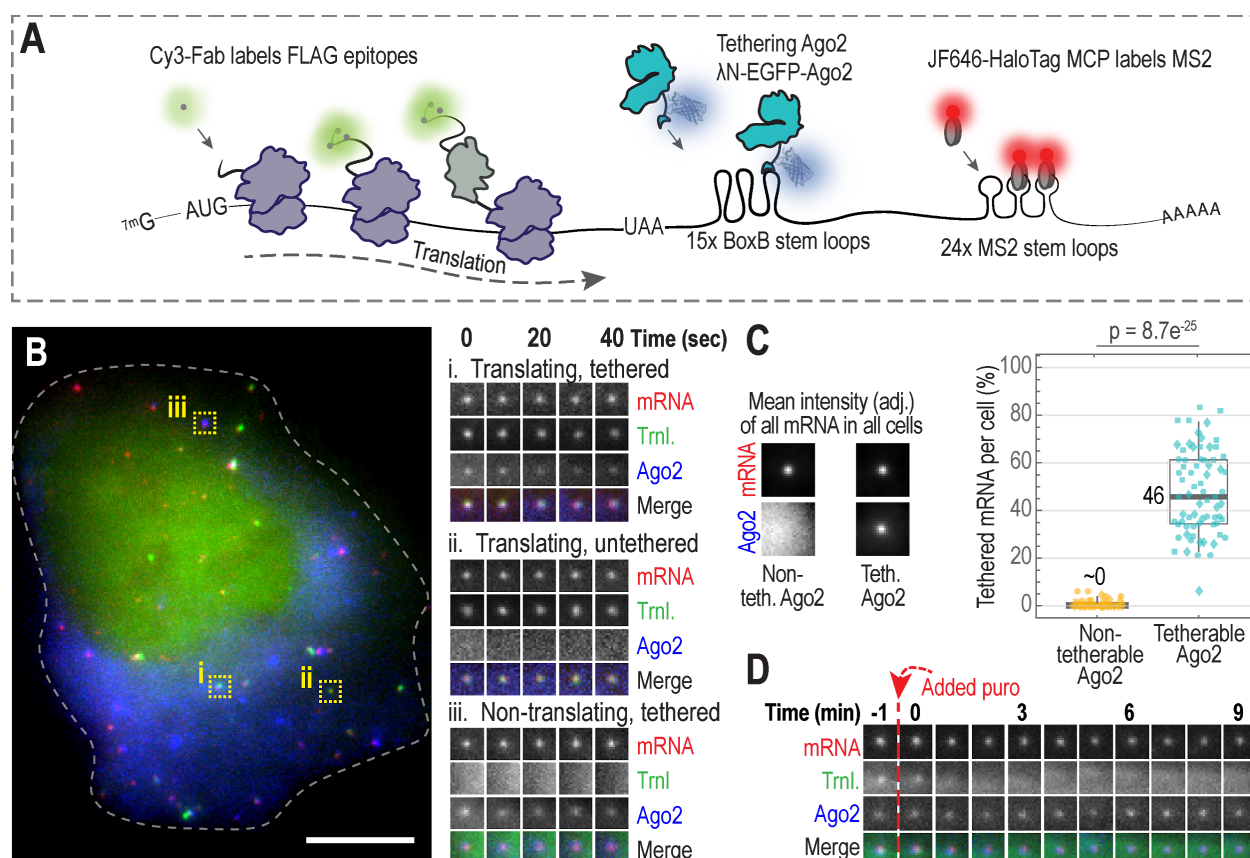 A
Cy3-Fab labels FLAG epitopes
Tethering Ago2
λN-EGFP-Ago2
JF646-HaloTag MCP labels MS2
7mG
AUG
UAA
AAAAA
15x BoxB stem loops
24x MS2 stem loops
Translation
B
iii
i
ii
0 20 40 Time (sec)
i. Translating, tethered
mRNA
Trnl.
Ago2
Merge
ii. Translating, untethered
mRNA
Trnl.
Ago2
Merge
iii. Non-translating, tethered
mRNA
Trnl
Ago2
Merge
C
Mean intensity (adj.)
of all mRNA in all cells
mRNA
Ago2
Non-
teth. Ago2
Teth.
Ago2
p = 8.7e-25
Tethered mRNA per cell (%)
100
80
60
40
20
0
46
~0
Non-
tetherable
Ago2
Tetherable
Ago2
D
Added puro
Time (min) -1 0 3 6 9
mRNA
Trnl.
Ago2
Merge